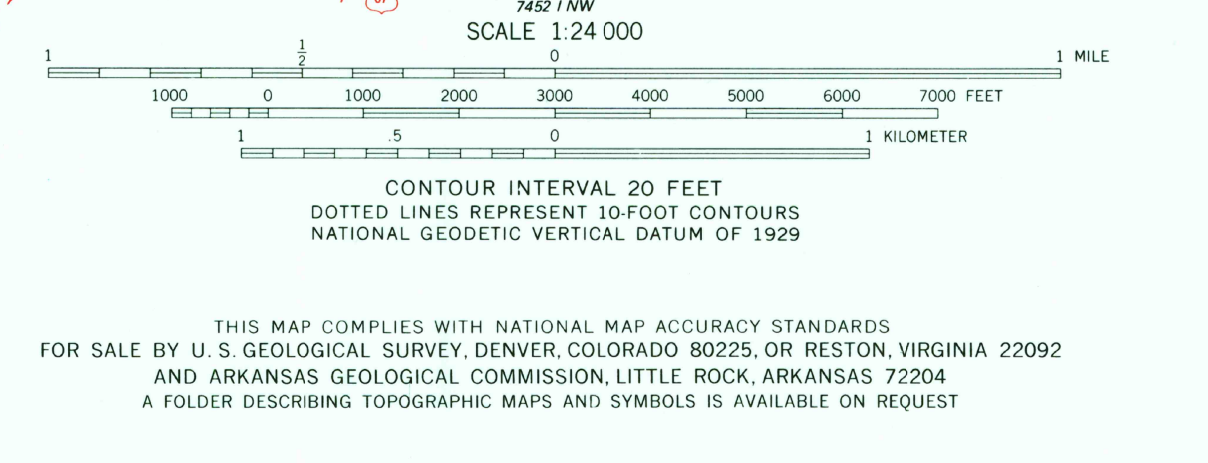 7452 I NW
SCALE 1:24 000
1 1/2 0 1 MILE
1000 0 1000 2000 3000 4000 5000 6000 7000 FEET
1 .5 0 1 KILOMETER
CONTOUR INTERVAL 20 FEET
DOTTED LINES REPRESENT 10-FOOT CONTOURS
NATIONAL GEODETIC VERTICAL DATUM OF 1929
THIS MAP COMPLIES WITH NATIONAL MAP ACCURACY STANDARDS
FOR SALE BY U. S. GEOLOGICAL SURVEY, DENVER, COLORADO 80225, OR RESTON, VIRGINIA 22092
AND ARKANSAS GEOLOGICAL COMMISSION, LITTLE ROCK, ARKANSAS 72204
A FOLDER DESCRIBING TOPOGRAPHIC MAPS AND SYMBOLS IS AVAILABLE ON REQUEST